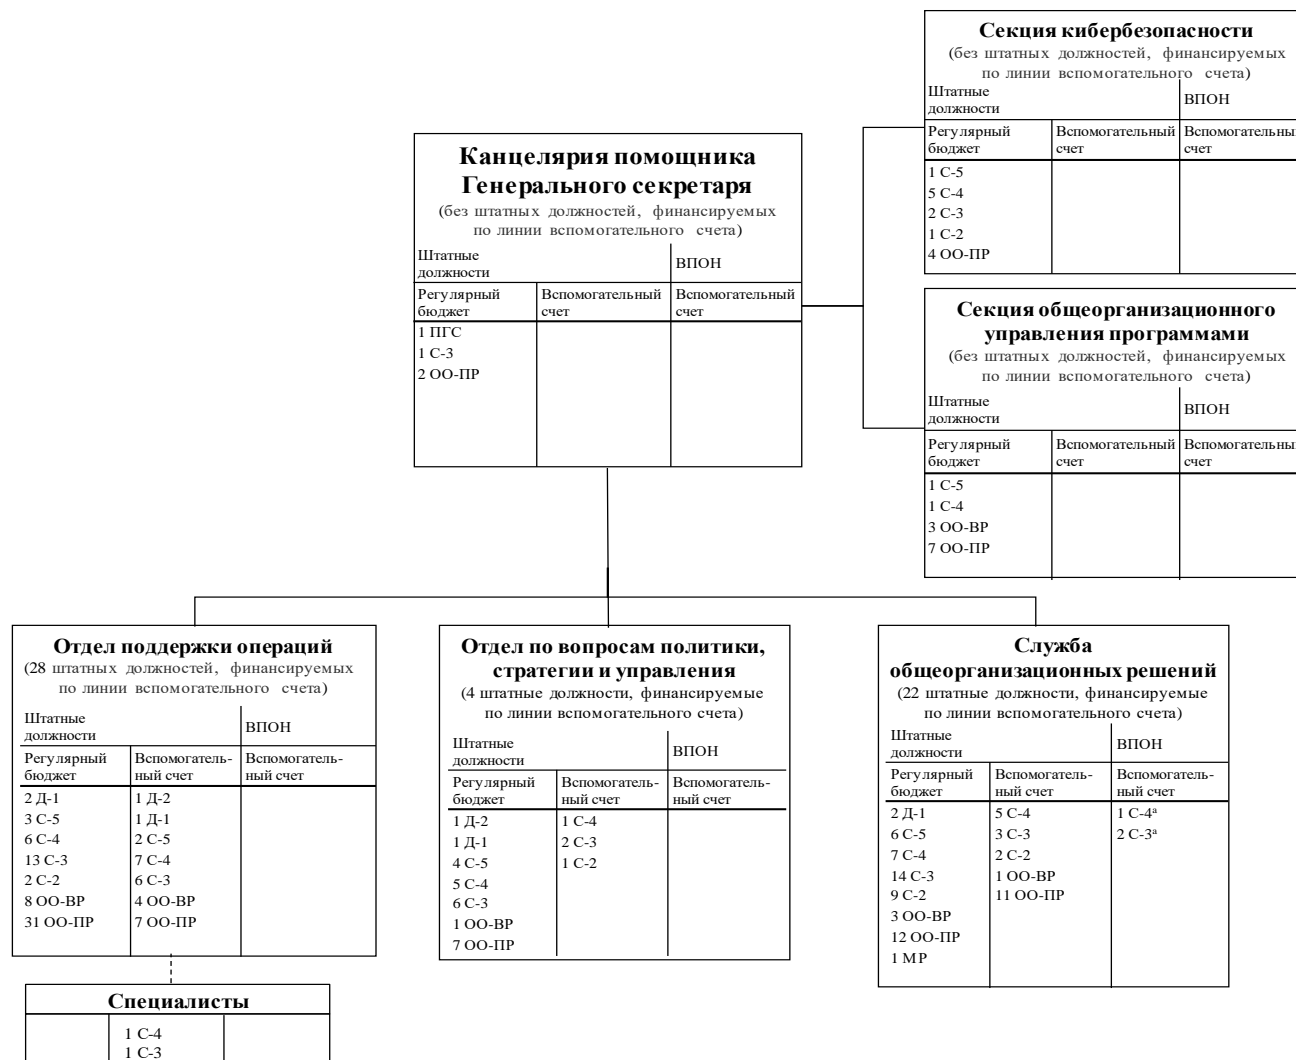 Секция кибербезопасности
(без штатных должностей, финансируемых
по линии вспомогательного счета)
Штатные
должности
ВПОН
Регулярный
бюджет
Вспомогательный
счет
Вспомогательный
счет
1 С-5
5 С-4
2 С-3
1 С-2
4 ОО-ПР
Канцелярия помощника
Генерального секретаря
(без штатных должностей, финансируемых
по линии вспомогательного счета)
Штатные
должности
ВПОН
Регулярный
бюджет
Вспомогательный
счет
Вспомогательный
счет
1 ПГС
1 С-3
2 ОО-ПР
Секция общеорганизационного
управления программами
(без штатных должностей, финансируемых
по линии вспомогательного счета)
Штатные
должности
ВПОН
Регулярный
бюджет
Вспомогательный
счет
Вспомогательный
счет
1 С-5
1 С-4
3 ОО-ВР
7 ОО-ПР
Отдел поддержки операций
(28 штатных должностей, финансируемых
по линии вспомогательного счета)
Штатные
должности
ВПОН
Регулярный
бюджет
Вспомогатель-
ный счет
Вспомогатель-
ный счет
2 Д-1
3 С-5
6 С-4
13 С-3
2 С-2
8 ОО-ВР
31 ОО-ПР
1 Д-2
1 Д-1
2 С-5
7 С-4
6 С-3
4 ОО-ВР
7 ОО-ПР
Отдел по вопросам политики,
стратегии и управления
(4 штатные должности, финансируемые
по линии вспомогательного счета)
Штатные
должности
ВПОН
Регулярный
бюджет
Вспомогатель-
ный счет
Вспомогатель-
ный счет
1 Д-2
1 Д-1
4 С-5
5 С-4
6 С-3
1 ОО-ВР
7 ОО-ПР
1 С-4
2 С-3
1 С-2
Служба
общеорганизационных решений
(22 штатные должности, финансируемые
по линии вспомогательного счета)
Штатные
должности
ВПОН
Регулярный
бюджет
Вспомогатель-
ный счет
Вспомогатель-
ный счет
2 Д-1
6 С-5
7 С-4
14 С-3
9 С-2
3 ОО-ВР
12 ОО-ПР
1 МР
5 С-4
3 С-3
2 С-2
1 ОО-ВР
11 ОО-ПР
1 С-4ᵃ
2 С-3ᵃ
Специалисты
1 С-4
1 С-3